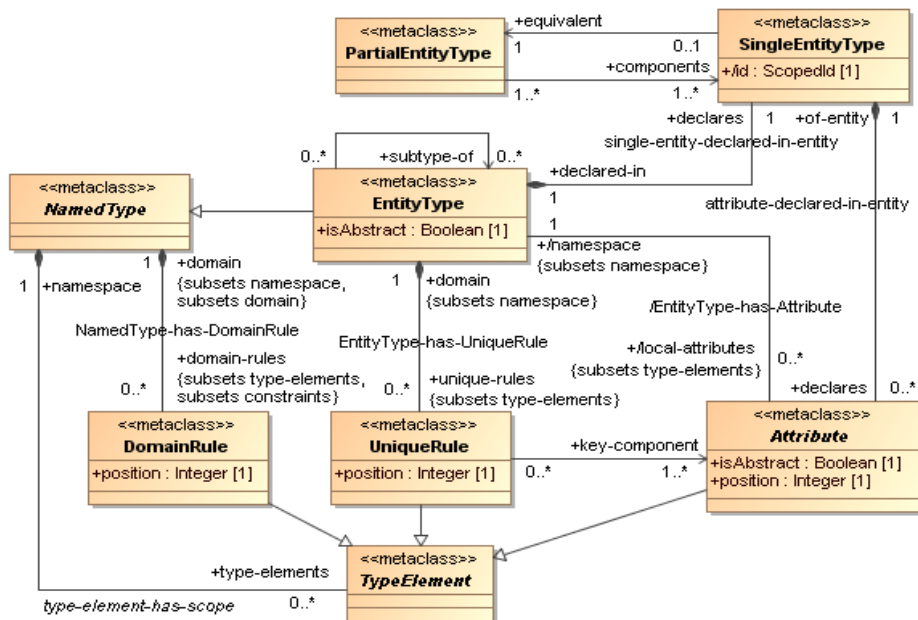 +equivalent
<<metaclass>>
PartialEntityType
1
0..1
<<metaclass>>
SingleEntityType
+/id : ScopedId [1]
+components
1..*
1..*
+declares
1
+of-entity
1
single-entity-declared-in-entity
0..*
+subtype-of
0..*
+declared-in
1
<<metaclass>>
NamedType
<<metaclass>>
EntityType
+isAbstract : Boolean [1]
attribute-declared-in-entity
1
+/namespace
{subsets namespace}
1
+namespace
1
+domain
{subsets namespace,
subsets domain}
1
+domain
{subsets namespace}
/EntityType-has-Attribute
NamedType-has-DomainRule
EntityType-has-UniqueRule
+domain-rules
{subsets type-elements,
subsets constraints}
0..*
+unique-rules
{subsets type-elements}
0..*
+/local-attributes
{subsets type-elements}
0..*
+declares
0..*
<<metaclass>>
DomainRule
+position : Integer [1]
<<metaclass>>
UniqueRule
+position : Integer [1]
+key-component
0..*
1..*
<<metaclass>>
Attribute
+isAbstract : Boolean [1]
+position : Integer [1]
+type-elements
0..*
type-element-has-scope
<<metaclass>>
TypeElement